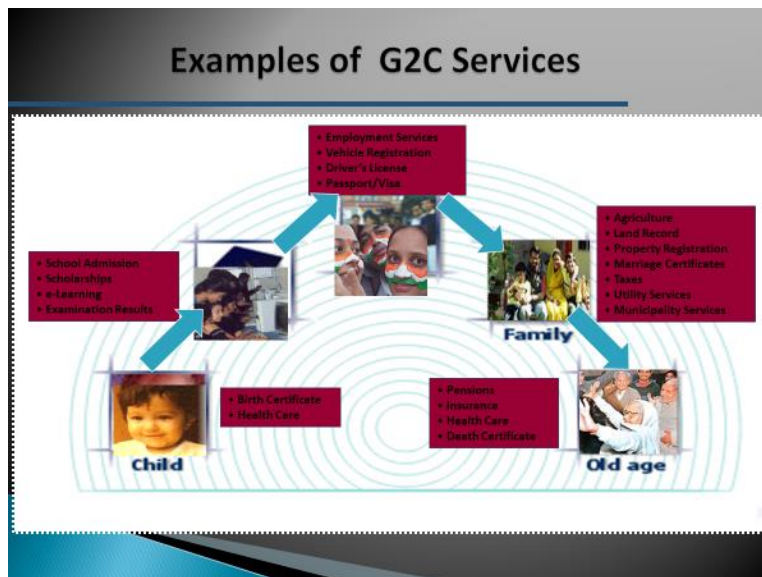 Examples of G2C Services
• Employment Services
• Vehicle Registration
• Driver's License
• Passport/Visa
• School Admission
• Scholarships
• e-Learning
• Examination Results
• Agriculture
• Land Record
• Property Registration
• Marriage Certificates
• Taxes
• Utility Services
• Municipality Services
Family
• Birth Certificate
• Health Care
Child
• Pensions
• Insurance
• Health Care
• Death Certificate
Old age